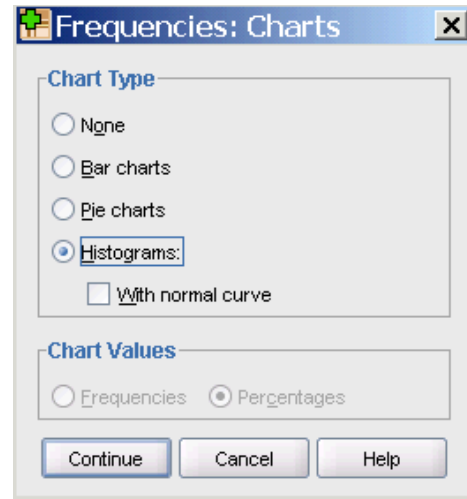 Frequencies: Charts
Chart Type
None
Bar charts
Pie charts
Histograms:
With normal curve
Chart Values
Frequencies Percentages
Continue Cancel Help